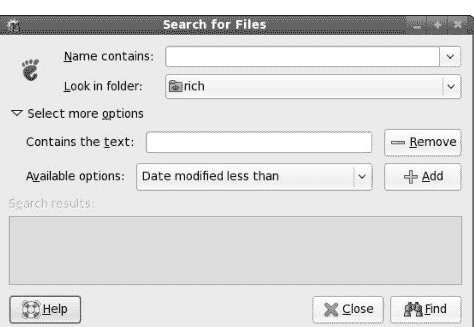 Search for Files
Name contains:
Look in folder: rich
Select more options
Contains the text: Remove
Available options: Date modified less than Add
Search results:
Help Close Find